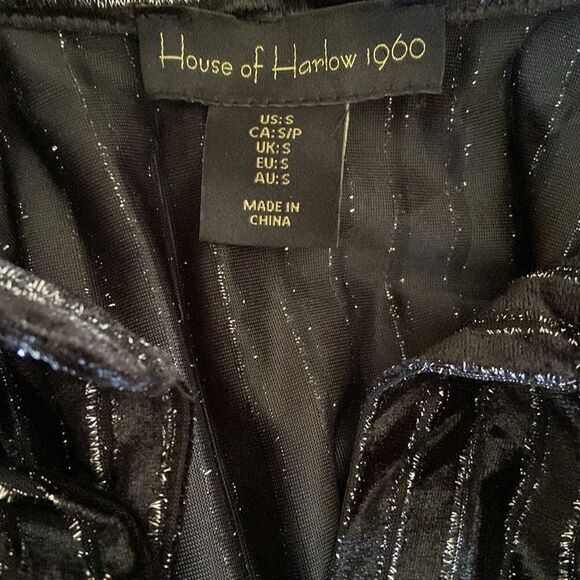 House of Harlow 1960
US: S
CA: S/P
UK: S
EU: S
AU: S
MADE IN
CHINA